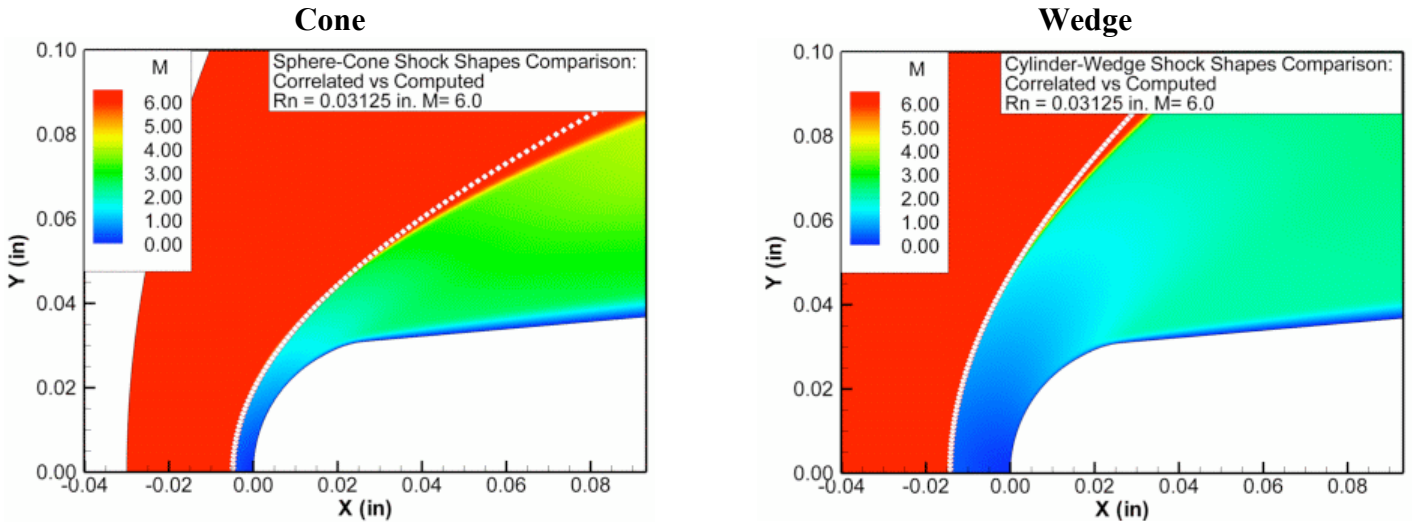 Cone
Sphere-Cone Shock Shapes Comparison:
Correlated vs Computed
Rn = 0.03125 in. M= 6.0
M
6.00
5.00
4.00
3.00
2.00
1.00
0.00
0.10
0.08
0.06
0.04
0.02
0.00
Y (in)
-0.04
-0.02
0.00
0.02
0.04
0.06
0.08
X (in)
Wedge
Cylinder-Wedge Shock Shapes Comparison:
Correlated vs Computed
Rn = 0.03125 in. M= 6.0
M
6.00
5.00
4.00
3.00
2.00
1.00
0.00
0.10
0.08
0.06
0.04
0.02
0.00
Y (in)
-0.04
-0.02
0.00
0.02
0.04
0.06
0.08
X (in)